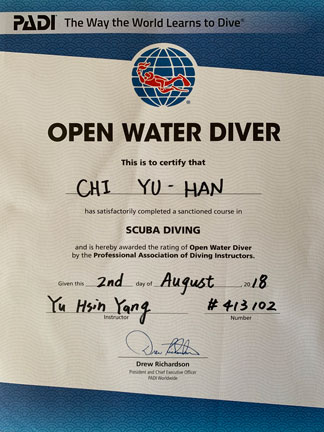 PADI® The Way the World Learns to Dive®
OPEN WATER DIVER
This is to certify that
CHI YU-HAN
has satisfactorily completed a sanctioned course in
SCUBA DIVING
and is hereby awarded the rating of Open Water Diver
by the Professional Association of Diving Instructors.
Given this 2nd day of August, 2018
Yu Hsin Yang #413102
Instructor Number
Drew Richardson
Drew Richardson
President and Chief Executive Officer
PADI Worldwide